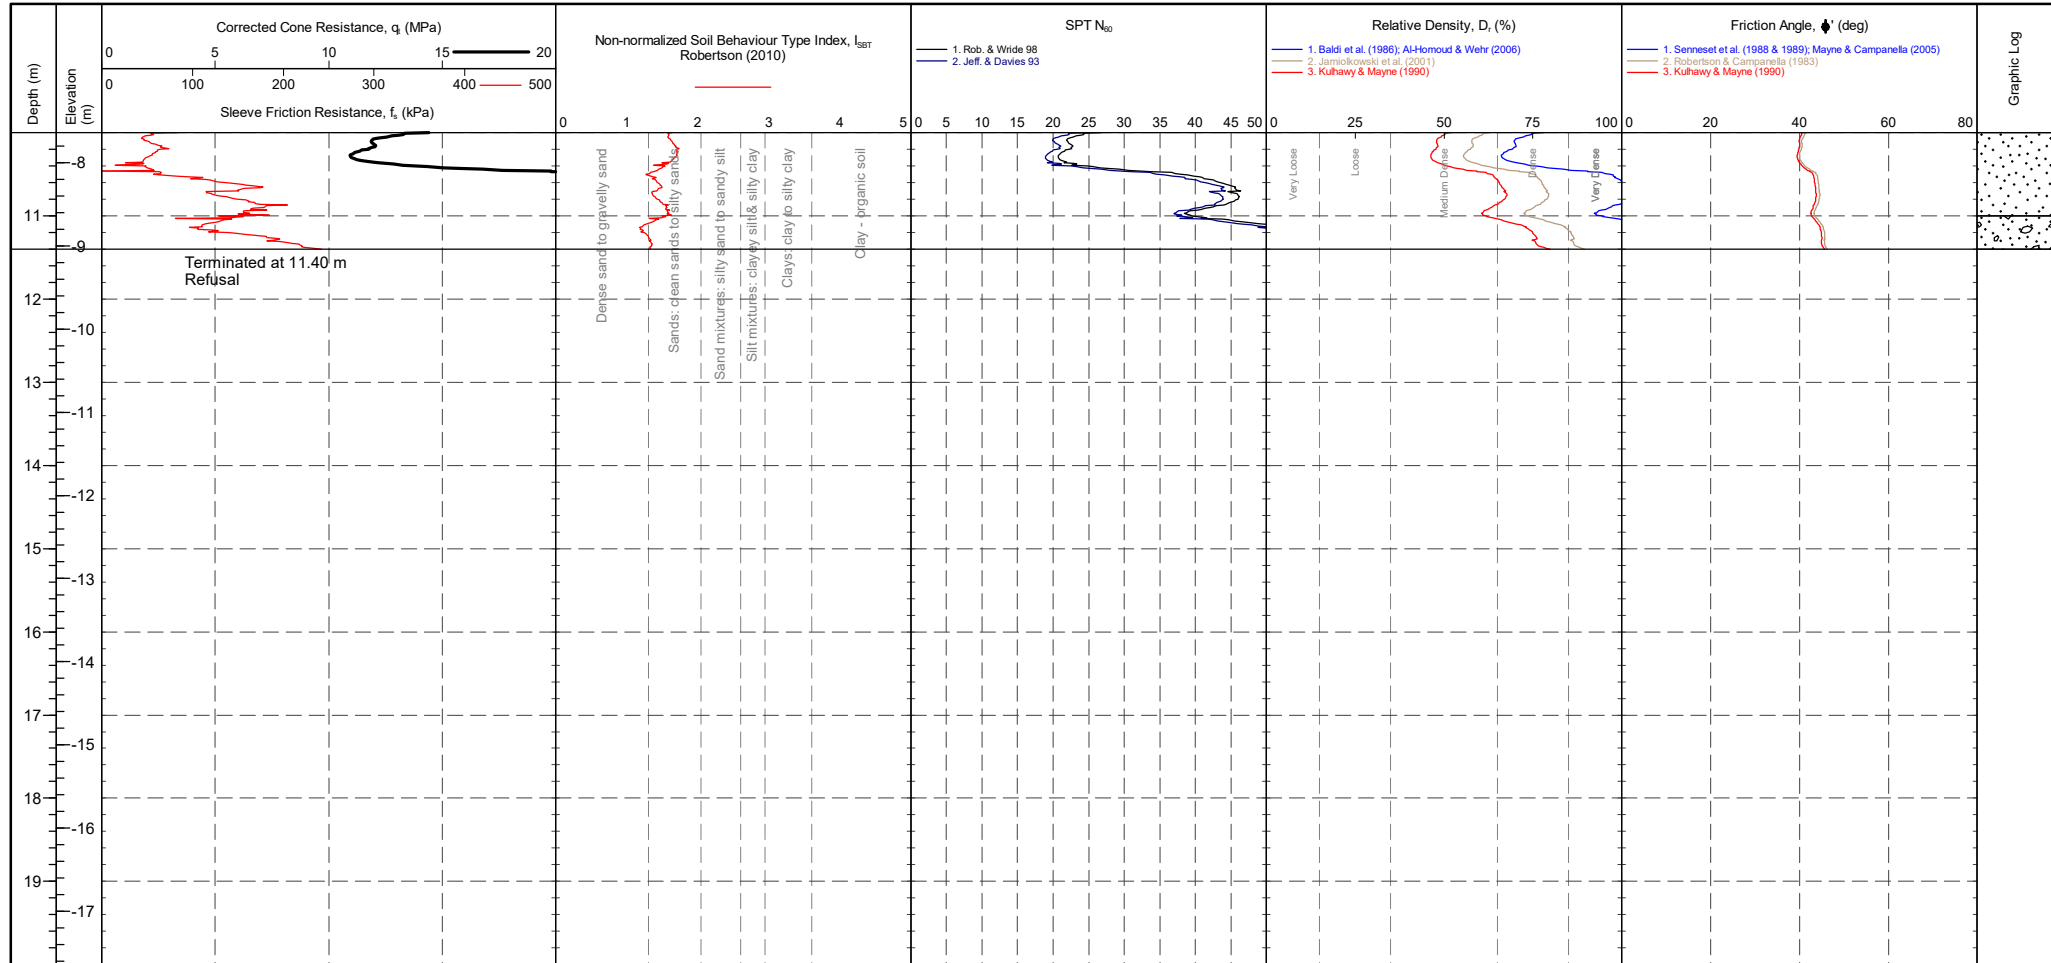 Depth (m)
Elevation
(m)
Corrected Cone Resistance, qt (MPa)
0 5 10 15 20
0 100 200 300 400 500
Sleeve Friction Resistance, fs (kPa)
Non-normalized Soil Behaviour Type Index, ISBT
Robertson (2010)
0 1 2 3 4 5
SPT N60
1. Rob. & Wride 98
2. Jeff. & Davies 93
0 5 10 15 20 25 30 35 40 45 50
Relative Density, Dr (%)
1. Baldi et al. (1986); Al-Homoud & Wehr (2006)
2. Jamiolkowski et al. (2001)
3. Kulhawy & Mayne (1990)
0 25 50 75 100
Friction Angle, ϕ' (deg)
1. Senneset et al. (1988 & 1989); Mayne & Campanella (2005)
2. Robertson & Campanella (1983)
3. Kulhawy & Mayne (1990)
0 20 40 60 80
Graphic Log
Dense sand to gravelly sand
Sands: clean sands to silty sands
Sand mixtures: silty sand to sandy silt
Silt mixtures: clayey silt & silty clay
Clays: clay to silty clay
Clay - organic soil
Very Loose
Loose
Medium Dense
Dense
Very Dense
-8
11
-9
Terminated at 11.40 m
Refusal
12
-10
13
-11
14
-12
15
-13
16
-14
17
-15
18
-16
19
-17